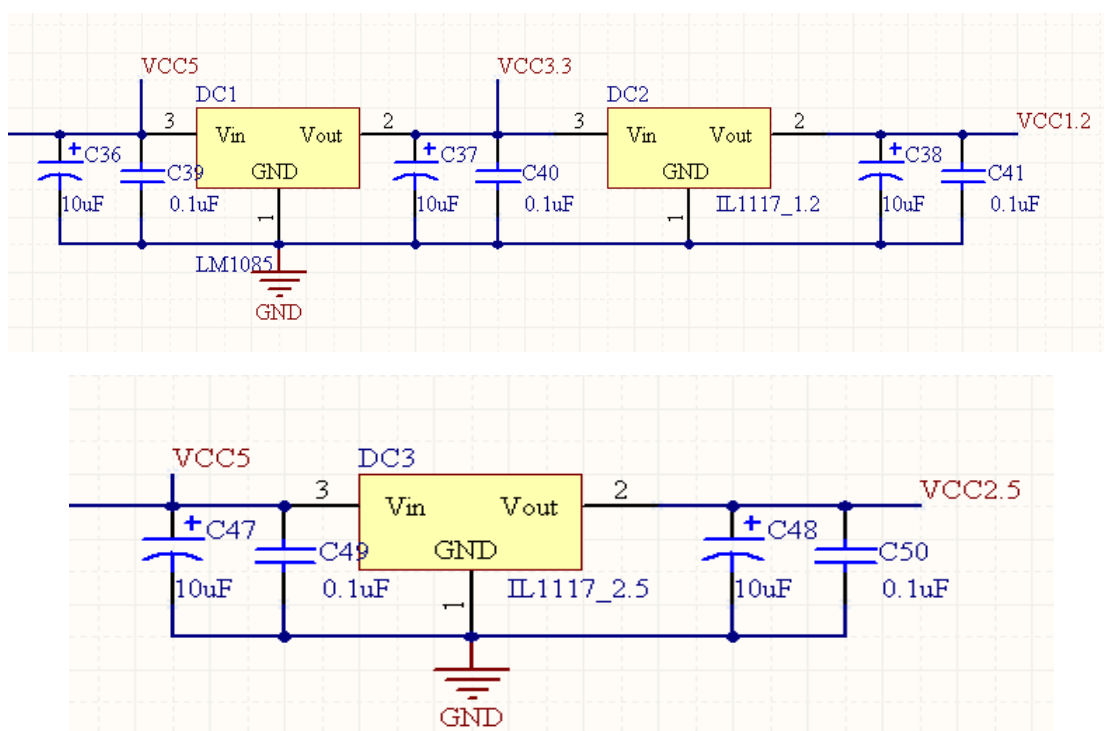 VCC5 VCC3.3
DC1 DC2
3 Vin Vout 2 3 Vin Vout 2 VCC1.2
C36 C39 GND C37 C40 GND C38 C41
10uF 0.1uF 1 10uF 0.1uF 1 IL1117_1.2 10uF 0.1uF
LM1085
GND
VCC5 DC3
3 Vin Vout 2 VCC2.5
C47 C49 GND C48 C50
10uF 0.1uF 1 IL1117_2.5 10uF 0.1uF
GND